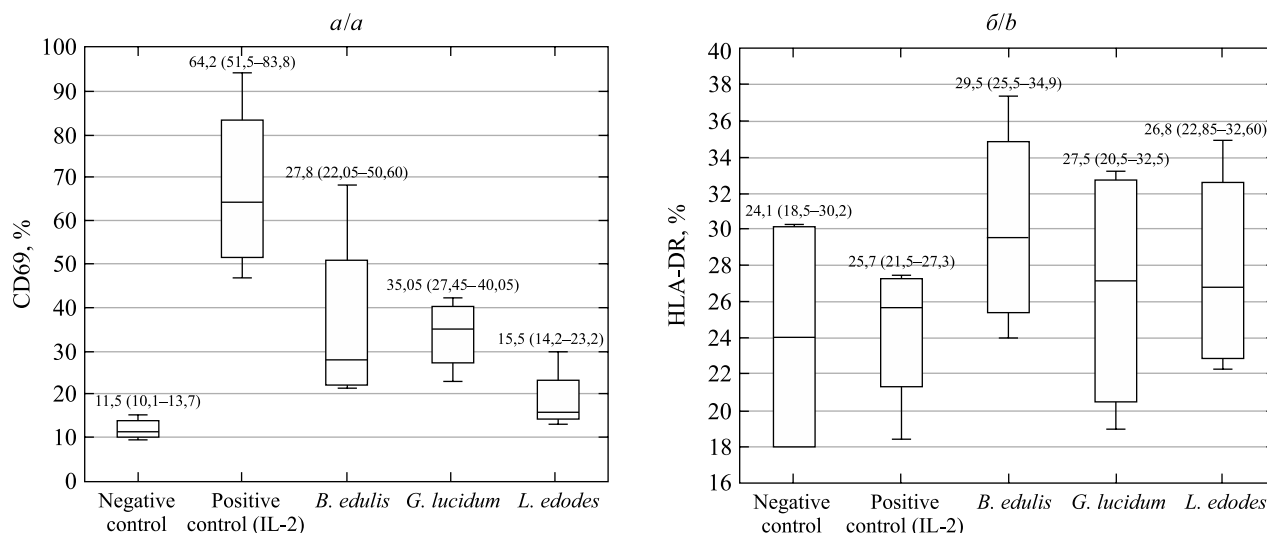 а/a
CD69, %
100
90
80
70
60
50
40
30
20
10
0
11,5 (10,1–13,7)
64,2 (51,5–83,8)
27,8 (22,05–50,60)
35,05 (27,45–40,05)
15,5 (14,2–23,2)
Negative
control
Positive
control (IL-2)
B. edulis
G. lucidum
L. edodes
б/b
HLA-DR, %
40
38
36
34
32
30
28
26
24
22
20
18
16
24,1 (18,5–30,2)
25,7 (21,5–27,3)
29,5 (25,5–34,9)
27,5 (20,5–32,5)
26,8 (22,85–32,60)
Negative
control
Positive
control (IL-2)
B. edulis
G. lucidum
L. edodes